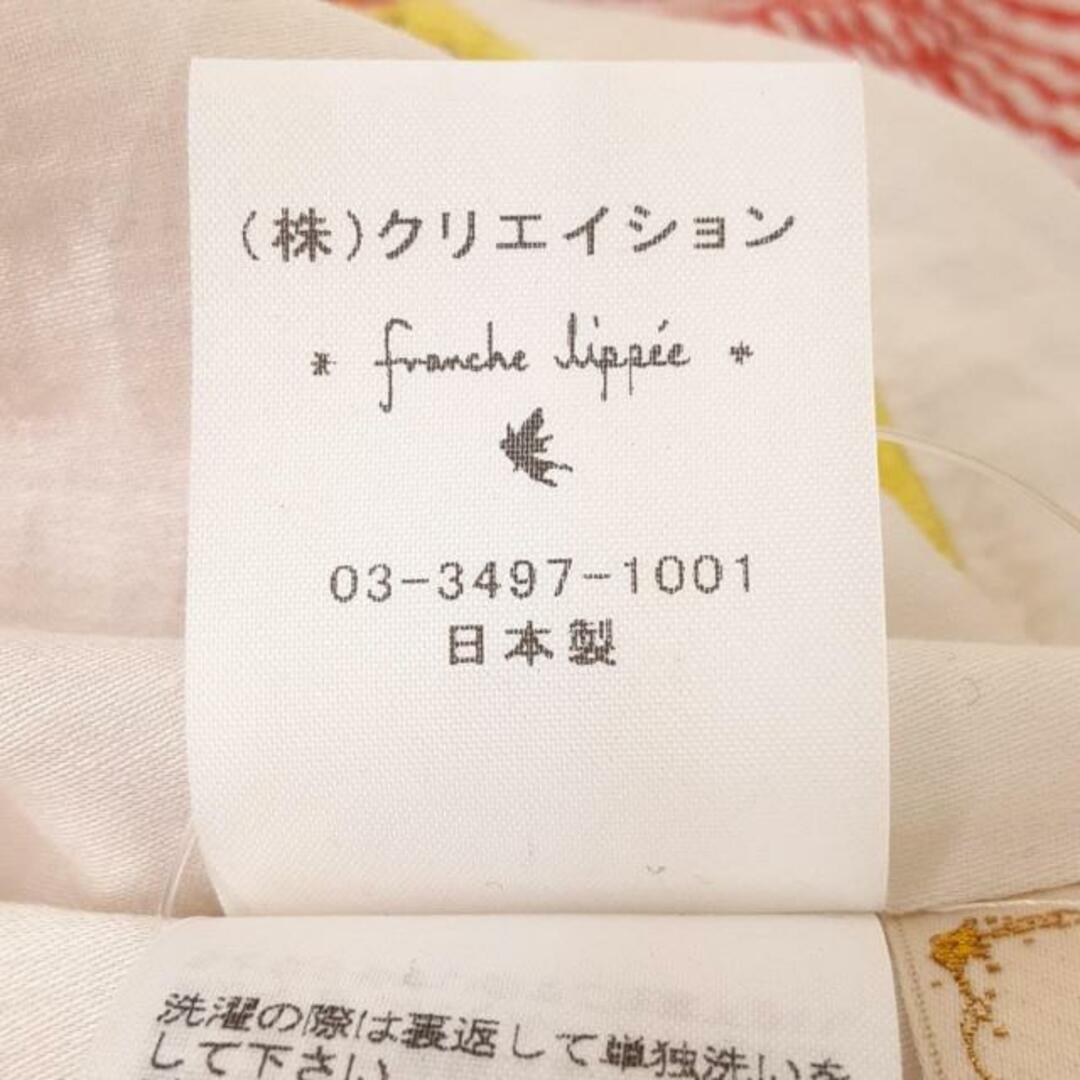 (株)クリエイション
* franche lippée *
03-3497-1001
日本製
洗濯の際は裏返して単独洗いを
して下さい